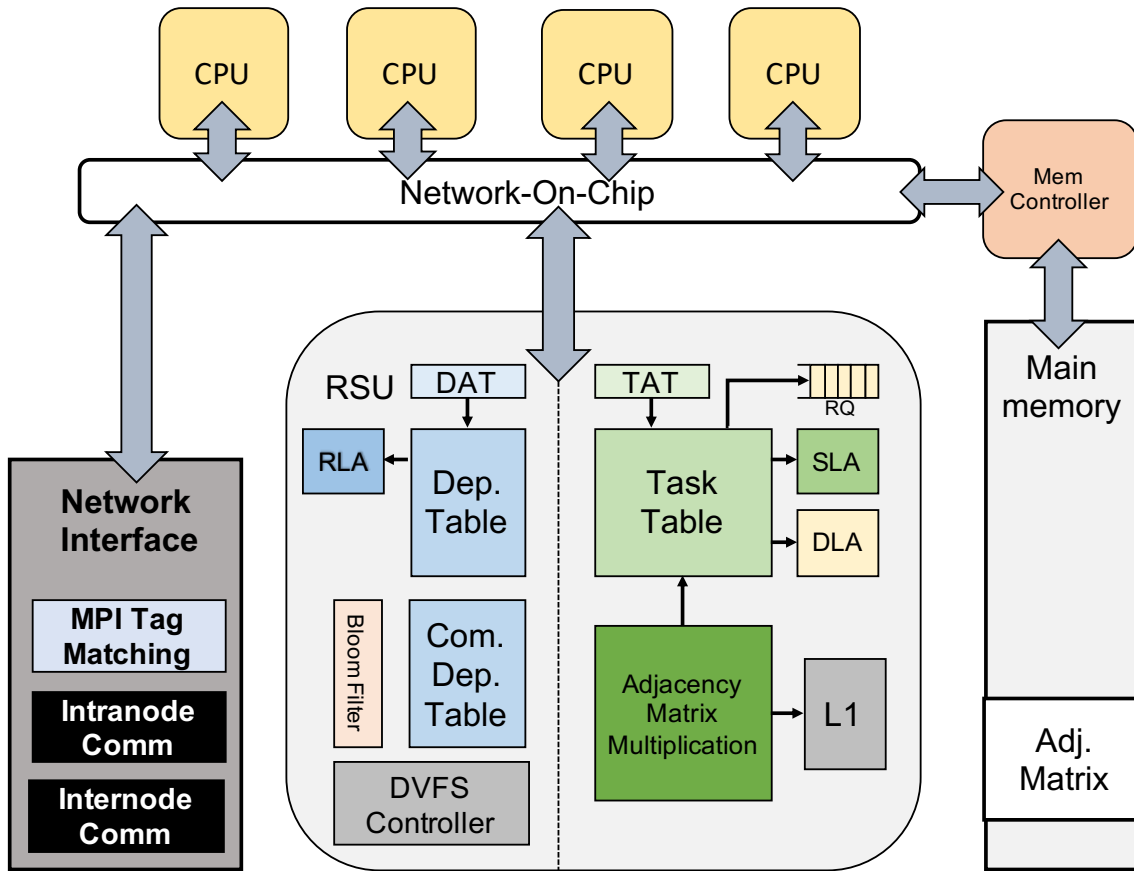 CPU
CPU
CPU
CPU
Network-On-Chip
Mem
Controller
RSU
DAT
TAT
RQ
RLA
Dep.
Table
Task
Table
SLA
DLA
Main
memory
Network
Interface
MPI Tag
Matching
Intranode
Comm
Internode
Comm
Bloom Filter
Com.
Dep.
Table
DVFS
Controller
Adjacency
Matrix
Multiplication
L1
Adj.
Matrix